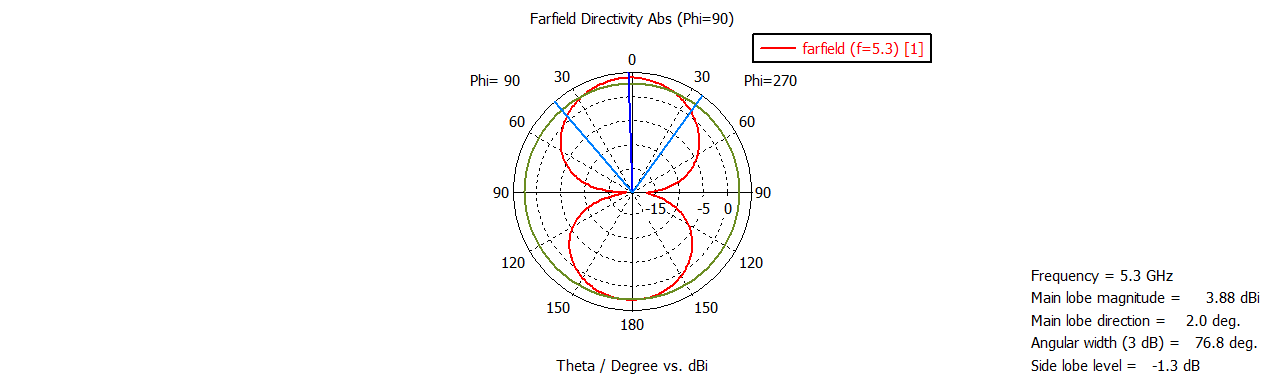 Farfield Directivity Abs (Phi=90)
farfield (f=5.3) [1]
0
Phi= 90
30
30
Phi=270
60
60
90
-15
-5
0
90
120
120
150
150
180
Theta / Degree vs. dBi
Frequency = 5.3 GHz
Main lobe magnitude = 3.88 dBi
Main lobe direction = 2.0 deg.
Angular width (3 dB) = 76.8 deg.
Side lobe level = -1.3 dB